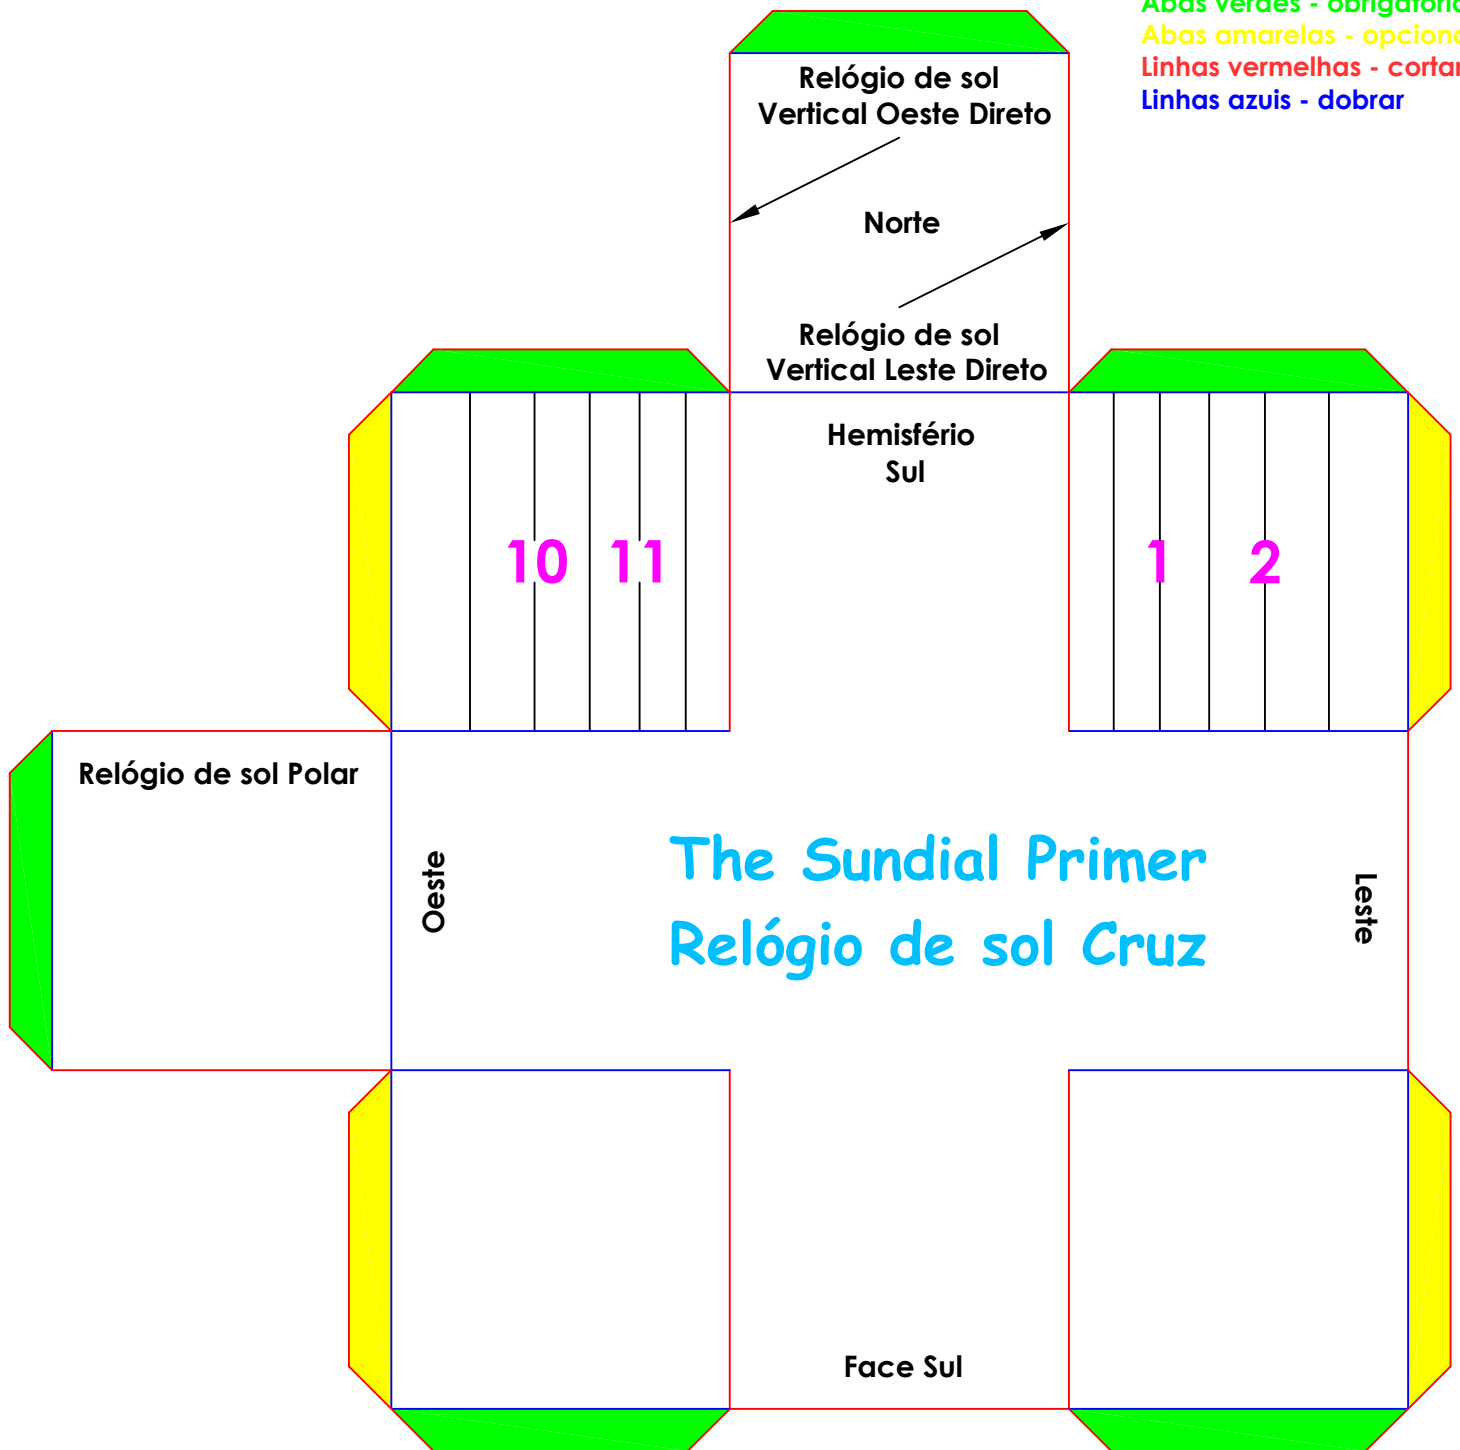 Abas verdes -
Abas amarelas -
Linhas vermelhas - cortar
Linhas azuis - dobrar
Relógio de sol
Vertical Oeste Direto
Norte
Relógio de sol
Vertical Leste Direto
Hemisfério
Sul
10 11
1 2
Relógio de sol Polar
Oeste
The Sundial Primer
Relógio de sol Cruz
Leste
Face Sul